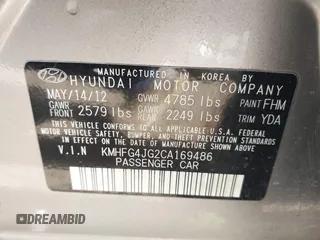 MANUFACTURED IN KOREA BY
HYUNDAI MOTOR COMPANY
MAY/14/12 GVWR 4785 lbs PAINT FHM
GAWR FRONT 2579 lbs GAWR REAR 2249 lbs TRIM YDA
THIS VEHICLE CONFORMS TO ALL APPLICABLE FEDERAL
MOTOR VEHICLE SAFETY, BUMPER, AND THEFT PREVENTION
STANDARDS IN EFFECT ON THE DATE OF MANUFACTURE
SHOWN ABOVE.
V.I.N KMHFG4JG2CA169486
PASSENGER CAR
DREAMBID